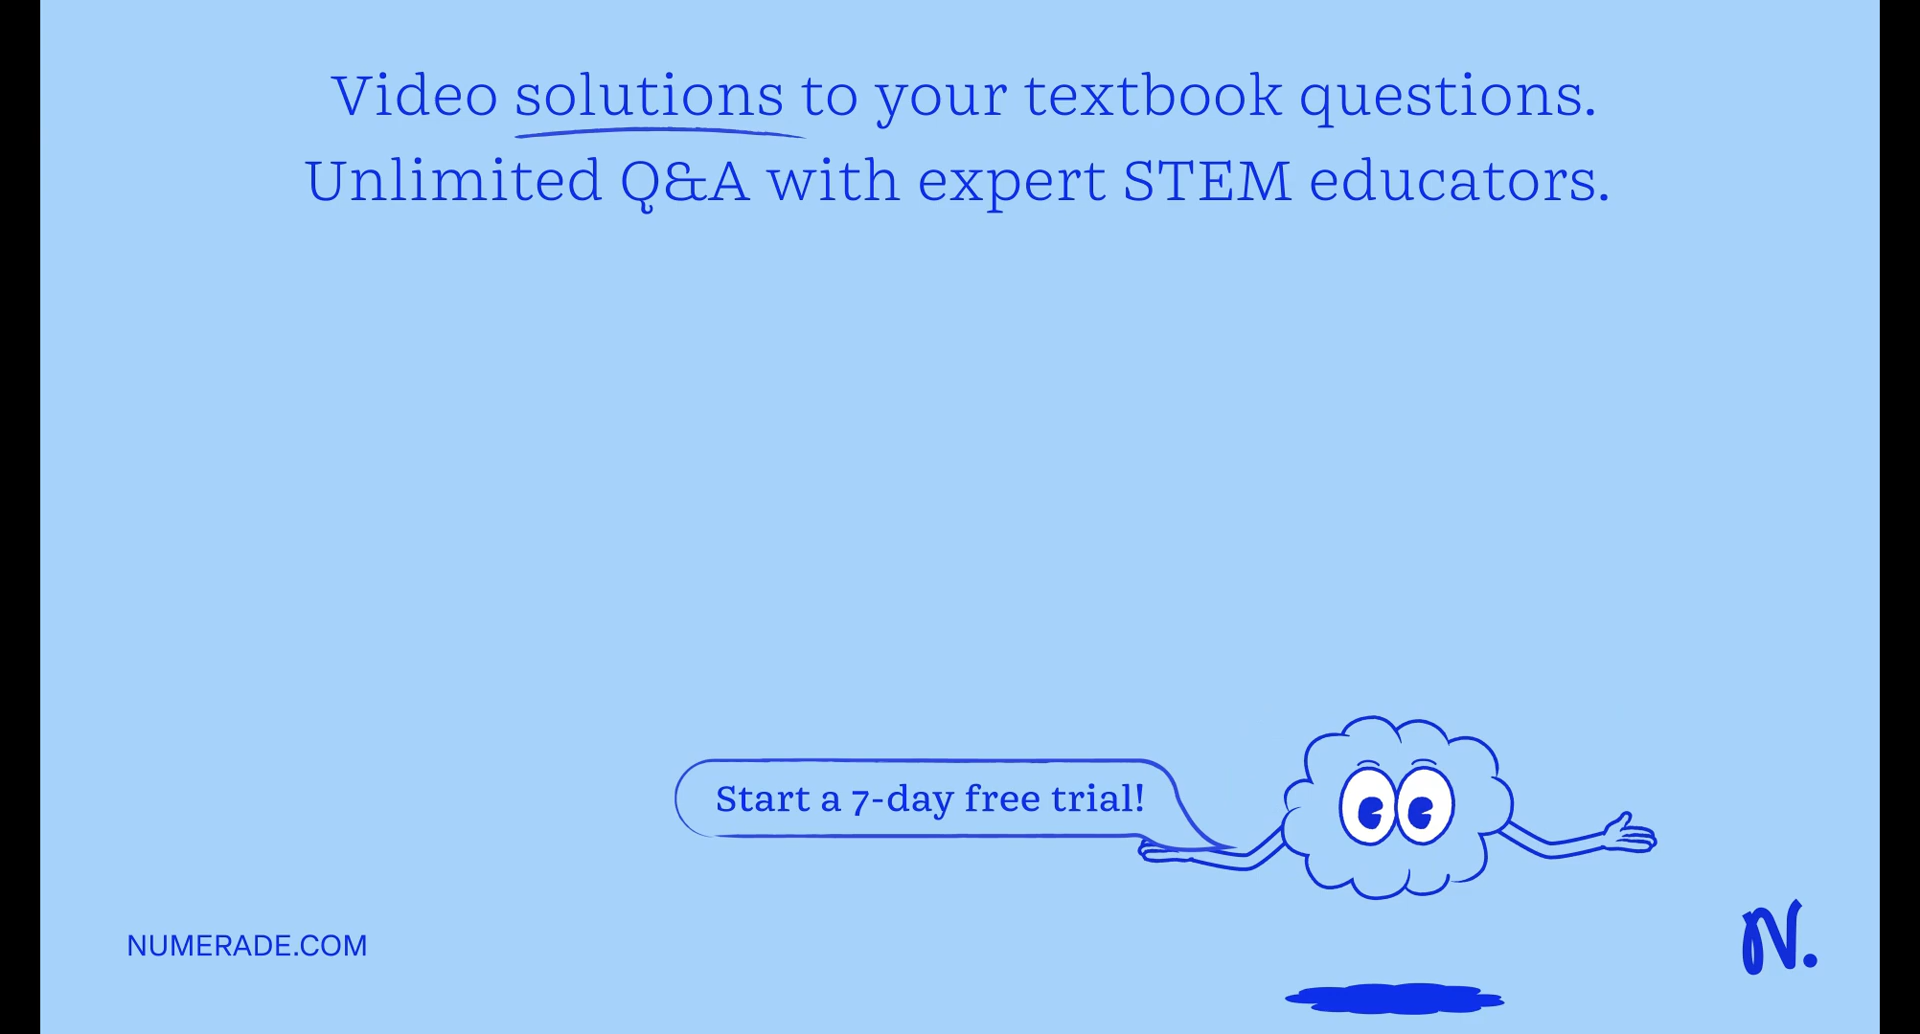 Video solutions to your textbook questions.
Unlimited Q&A with expert STEM educators.
Start a 7-day free trial!
NUMERADE.COM
N.